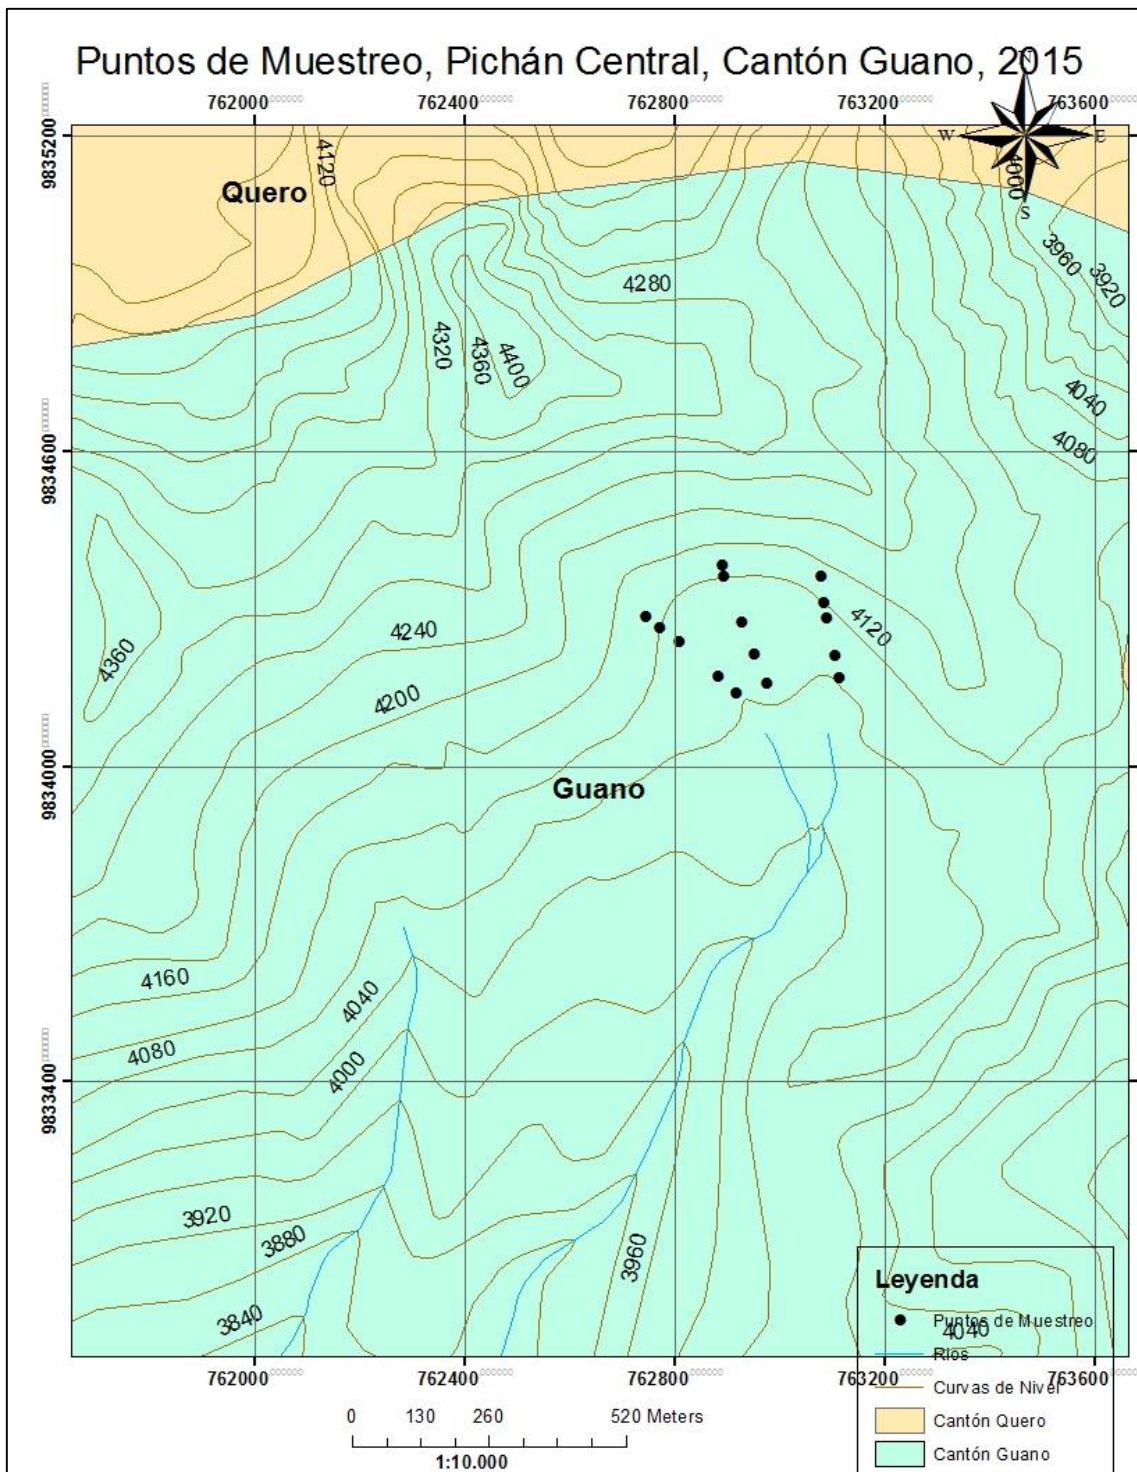 Puntos de Muestreo, Pichán Central, Cantón Guano, 2015
N
W E
S
762000 762400 762800 763200 763600
9835200
9834600
9834000
9833400
4120
4000
Quero
3960
3920
4280
4320
4360
4400
4040
4080
4120
4360
4240
4200
Guano
4160
4040
4080
4000
3920
3880
3960
3840
4040
Leyenda
Puntos de Muestreo
Rios
Curvas de Nivel
Cantón Quero
Cantón Guano
762000 762400 762800 763200 763600
0 130 260 520 Meters
1:10.000